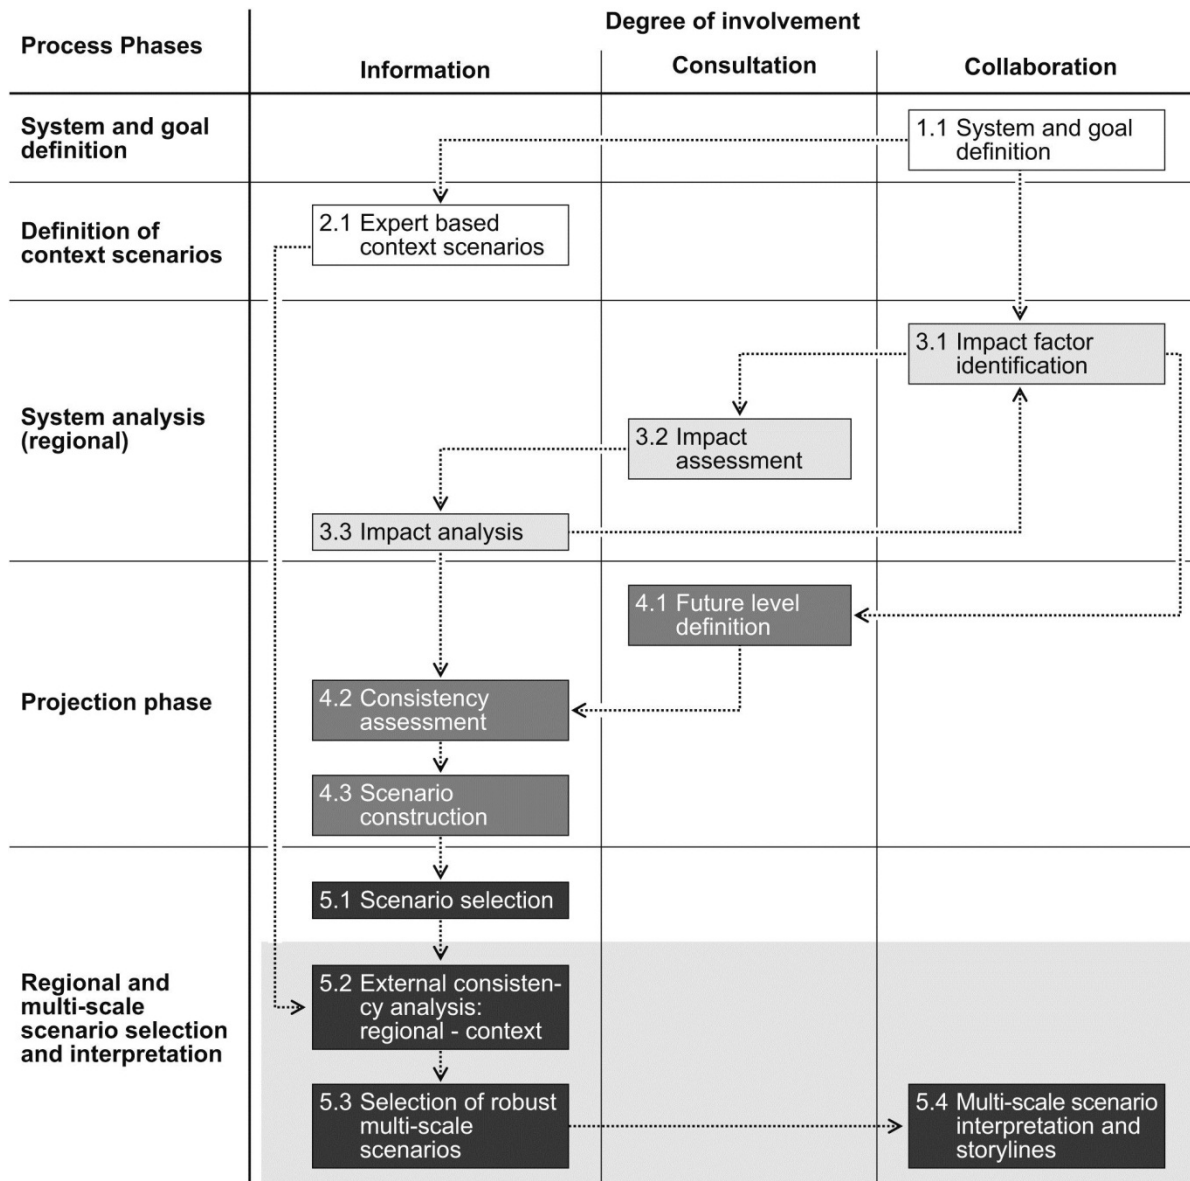 Degree of involvement
Process Phases
Information
Consultation
Collaboration
System and goal
definition
1.1 System and goal
definition
Definition of
context scenarios
2.1 Expert based
context scenarios
System analysis
(regional)
3.1 Impact factor
identification
3.2 Impact
assessment
3.3 Impact analysis
Projection phase
4.1 Future level
definition
4.2 Consistency
assessment
4.3 Scenario
construction
Regional and
multi-scale
scenario selection
and interpretation
5.1 Scenario selection
5.2 External consisten-
cy analysis:
regional - context
5.3 Selection of robust
multi-scale
scenarios
5.4 Multi-scale scenario
interpretation and
storylines